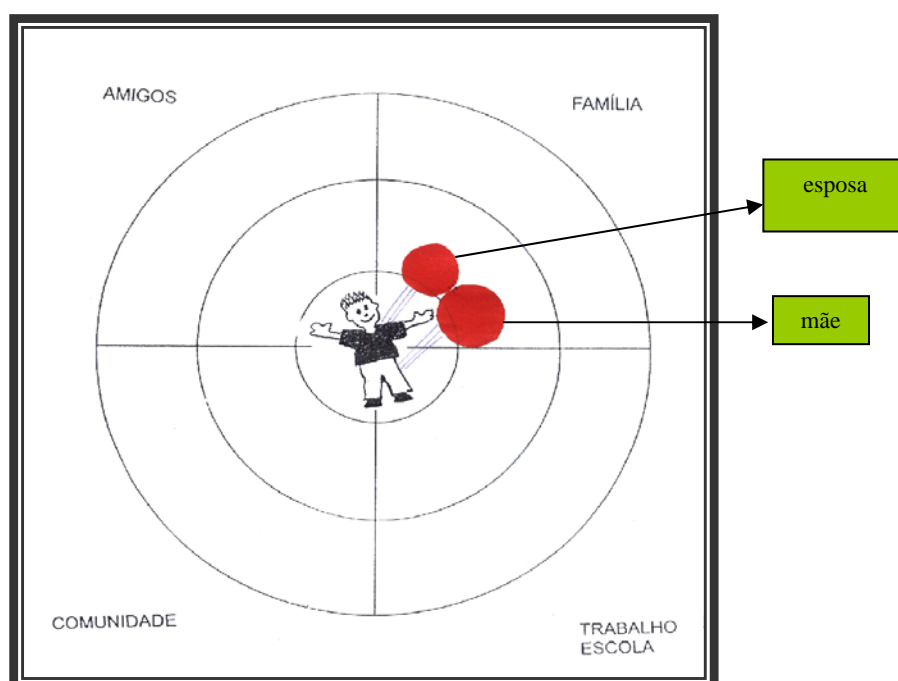 AMIGOS
FAMÍLIA
esposa
mãe
COMUNIDADE
TRABALHO
ESCOLA